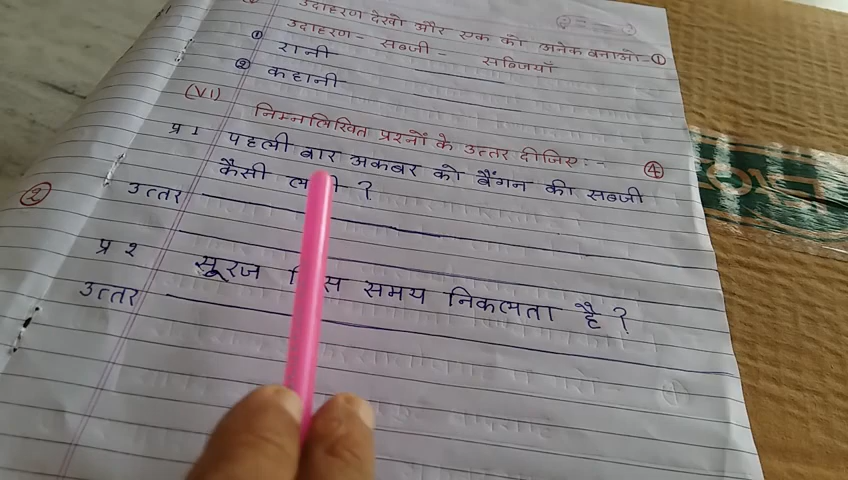 उदाहरण देखो और एक को अनेक बनाओ ①
उदाहरण - सब्जी - सब्जियाँ
① रानी
② कहानी
(VI) निम्नलिखित प्रश्नों के उत्तर दीजिए :- ④
प्र 1 पहली बार अकबर को बैंगन की सब्जी
कैसी ?
② उत्तर
प्र २ सूरज समय निकलता है ?
उत्तर